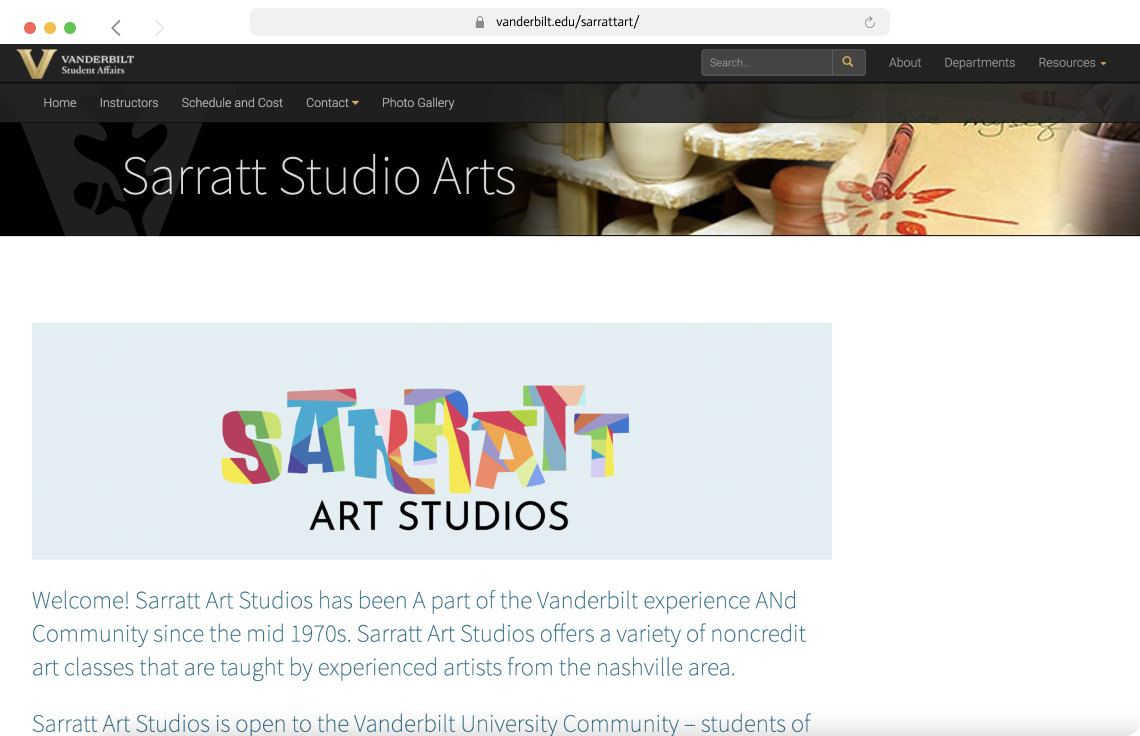 vanderbilt.edu/sarrattart/
VANDERBILT
Student Affairs
Search...
About
Departments
Resources
Home
Instructors
Schedule and Cost
Contact
Photo Gallery
see myself
Sarratt Studio Arts
SARRATT
ART STUDIOS
Welcome! Sarratt Art Studios has been A part of the Vanderbilt experience ANd
Community since the mid 1970s. Sarratt Art Studios offers a variety of noncredit
art classes that are taught by experienced artists from the nashville area.
Sarratt Art Studios is open to the Vanderbilt University Community – students of